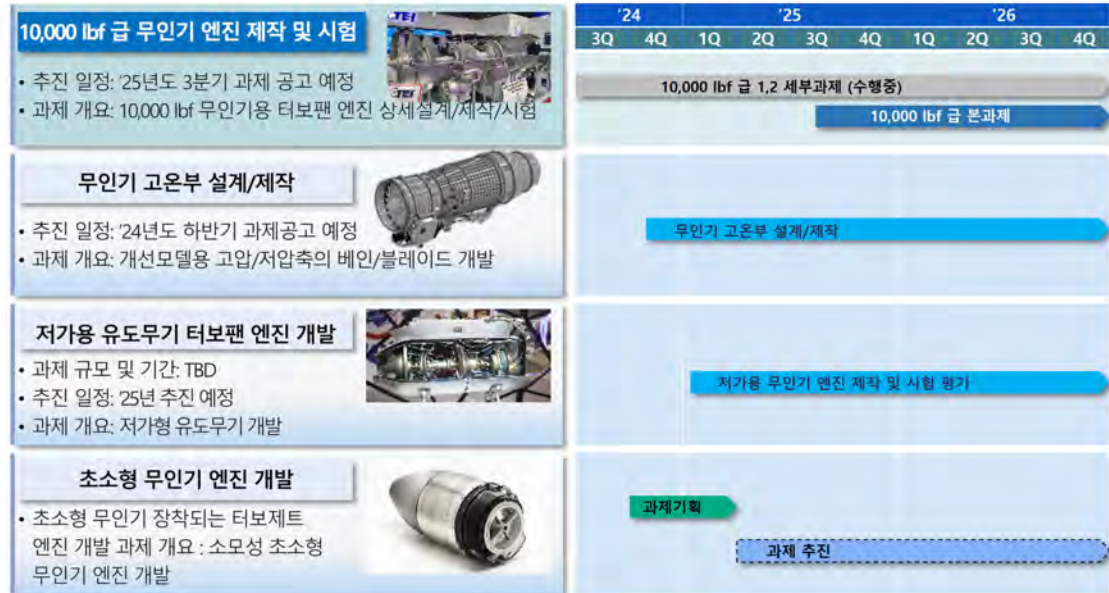 10,000 lbf 급 무인기 엔진 제작 및 시험
• 추진 일정: '25년도 3분기 과제 공고 예정
• 과제 개요: 10,000 lbf 무인기용 터보팬 엔진 상세설계/제작/시험
'24 '25 '26
3Q 4Q 1Q 2Q 3Q 4Q 1Q 2Q 3Q 4Q
10,000 lbf 급 1,2 세부과제 (수행중)
10,000 lbf 급 본과제
무인기 고온부 설계/제작
• 추진 일정: '24년도 하반기 과제공고 예정
• 과제 개요: 개선모델용 고압/저압축의 베인/블레이드 개발
무인기 고온부 설계/제작
저가용 유도무기 터보팬 엔진 개발
• 과제 규모 및 기간: TBD
• 추진 일정: '25년 추진 예정
• 과제 개요: 저가형 유도무기 개발
저가용 무인기 엔진 제작 및 시험 평가
초소형 무인기 엔진 개발
• 초소형 무인기 장착되는 터보제트
엔진 개발 과제 개요 : 소모성 초소형
무인기 엔진 개발
과제기획
과제 추진